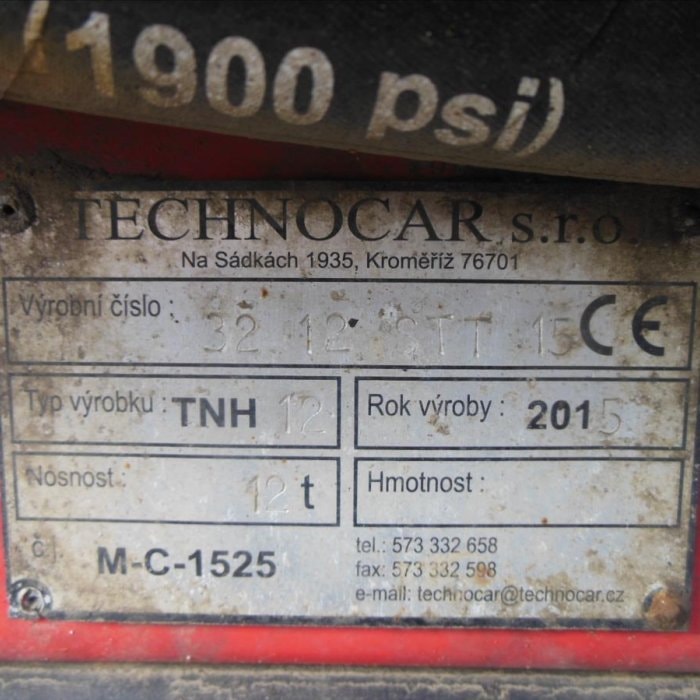 (1900 psi)
TECHNOCAR s.r.o.
Na Sádkách 1935, Kroměříž 76701
Výrobní číslo : 32 12 STT 15 CE
Typ výrobku : TNH 12
Rok výroby : 2015
Nosnost : 12 t
Hmotnost :
č M-C-1525
tel.: 573 332 658
fax: 573 332 598
e-mail: technocar@technocar.cz